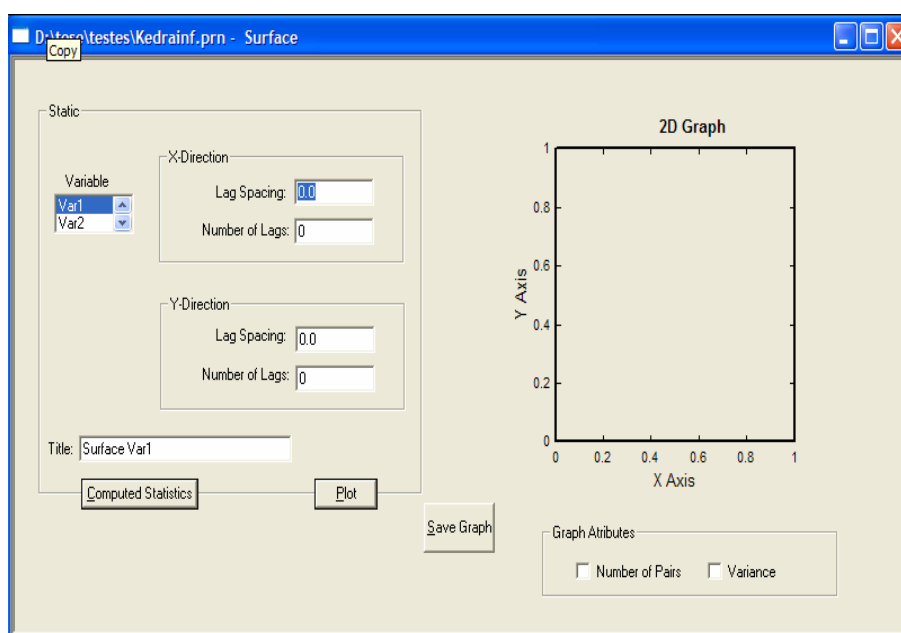 D:\tese\testes\Kedrainf.prn - Surface
Copy
Static
Variable
Var1
Var2
X-Direction
Lag Spacing: 0.0
Number of Lags: 0
Y-Direction
Lag Spacing: 0.0
Number of Lags: 0
Title: Surface Var1
Computed Statistics
Plot
Save Graph
2D Graph
1
0.8
0.6
0.4
0.2
0
Y Axis
0 0.2 0.4 0.6 0.8 1
X Axis
Graph Atributes
Number of Pairs
Variance